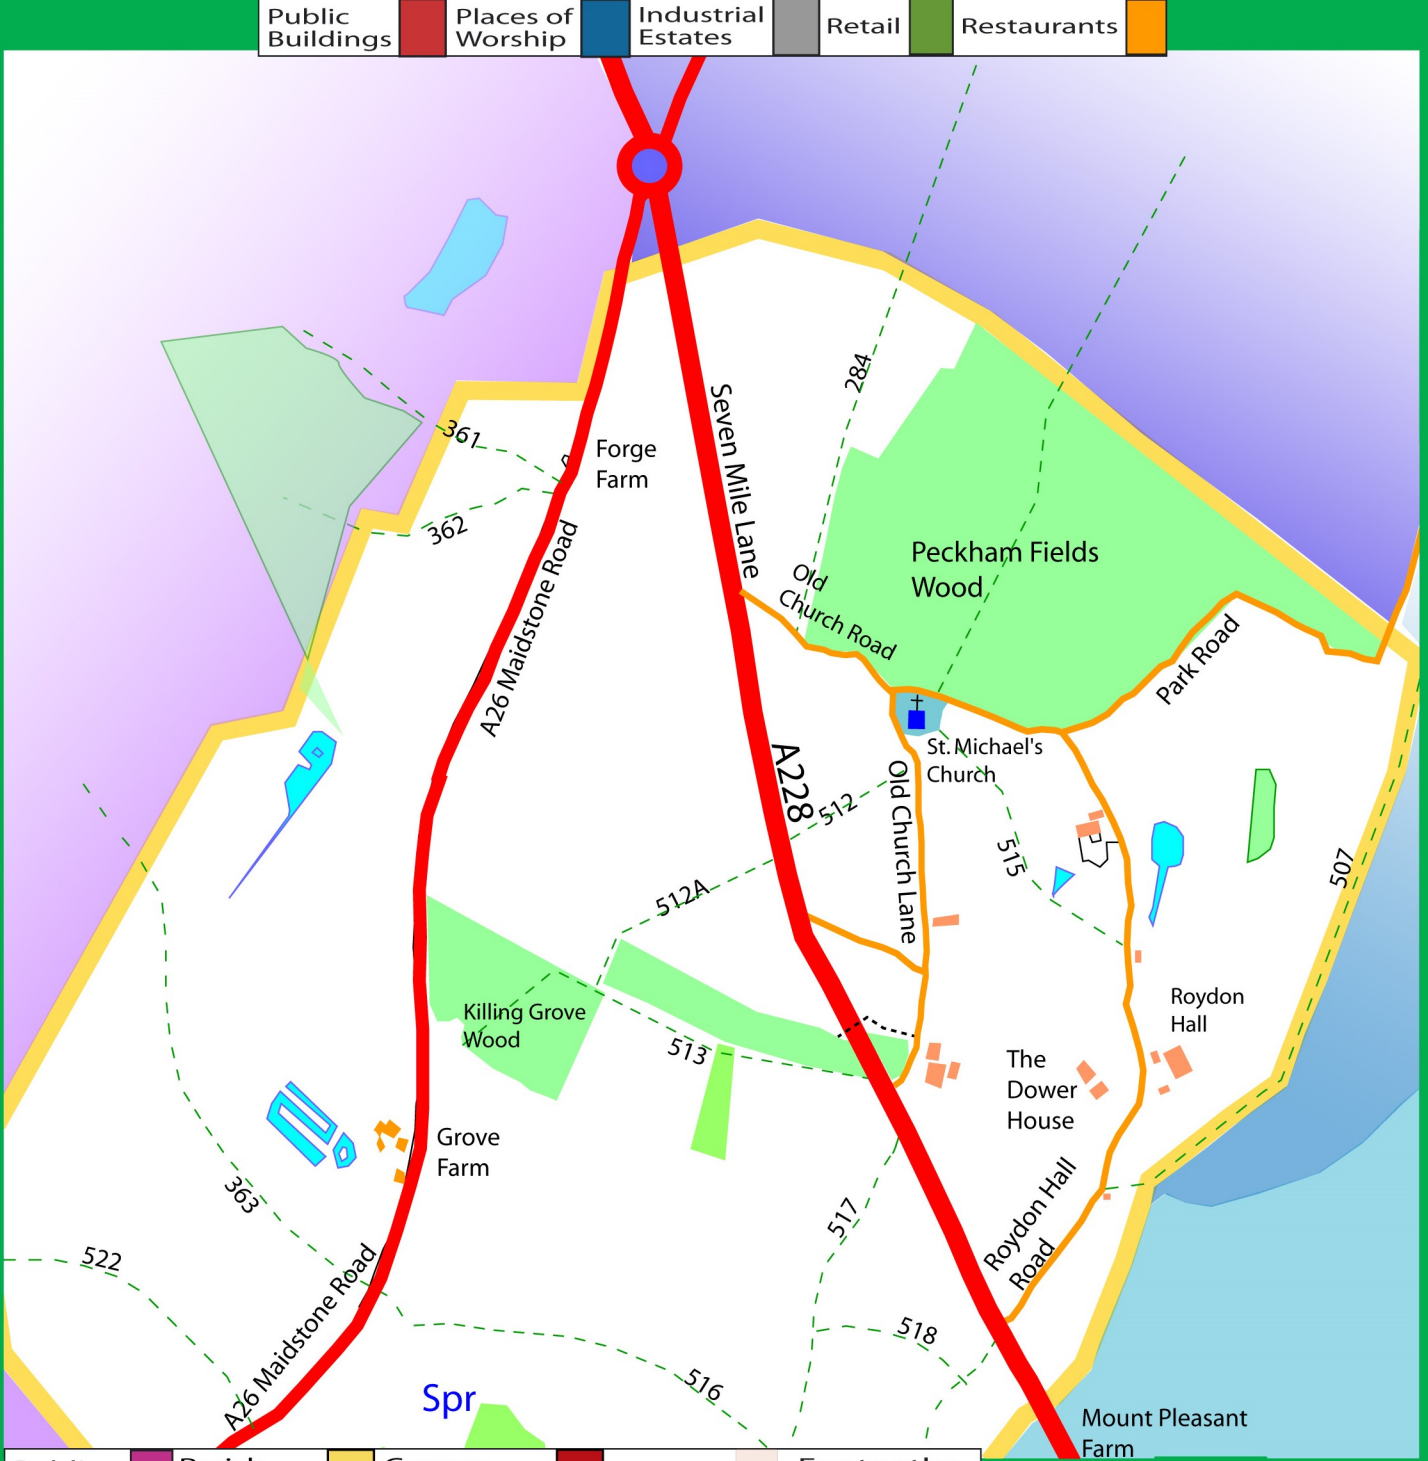 Public
Buildings
Places of
Worship
Industrial
Estates
Retail
Restaurants
284
361
362
Forge
Farm
Seven Mile Lane
A26 Maidstone Road
Peckham Fields
Wood
Old
Church Road
Park Road
St. Michael's
Church
A228
512
Old Church Lane
515
507
512A
Killing Grove
Wood
513
Roydon
Hall
The
Dower
House
Grove
Farm
363
517
Roydon Hall
Road
522
A26 Maidstone Road
518
516
Spr
Mount Pleasant
Farm